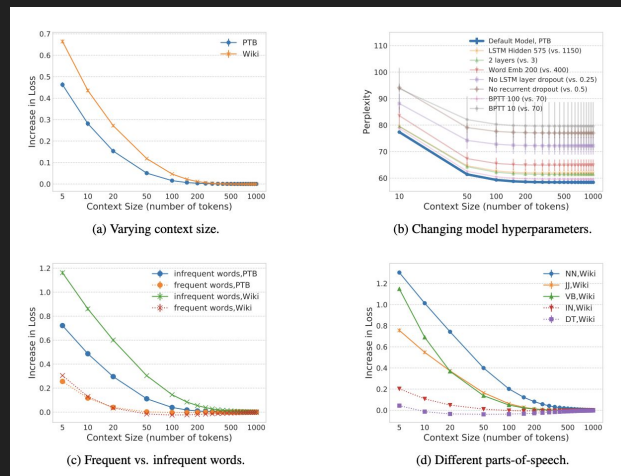 0.7
0.6
0.5
0.4
0.3
0.2
0.1
0.0
Increase in Loss
PTB
Wiki
5 10 20 50 100 200 500 1000
Context Size (number of tokens)
(a) Varying context size.
110
100
90
80
70
60
Perplexity
Default Model, PTB
LSTM Hidden 575 (vs. 1150)
2 layers (vs. 3)
Word Emb 200 (vs. 400)
No LSTM layer dropout (vs. 0.25)
No recurrent dropout (vs. 0.5)
BPTT 100 (vs. 70)
BPTT 10 (vs. 70)
10 50 100 200 500 1000
Context Size (number of tokens)
(b) Changing model hyperparameters.
1.2
1.0
0.8
0.6
0.4
0.2
0.0
Increase in Loss
infrequent words,PTB
frequent words,PTB
infrequent words,Wiki
frequent words,Wiki
5 10 20 50 100 200 500 1000
Context Size (number of tokens)
(c) Frequent vs. infrequent words.
1.2
1.0
0.8
0.6
0.4
0.2
0.0
Increase in Loss
NN,Wiki
JJ,Wiki
VB,Wiki
IN,Wiki
DT,Wiki
5 10 20 50 100 200 500 1000
Context Size (number of tokens)
(d) Different parts-of-speech.